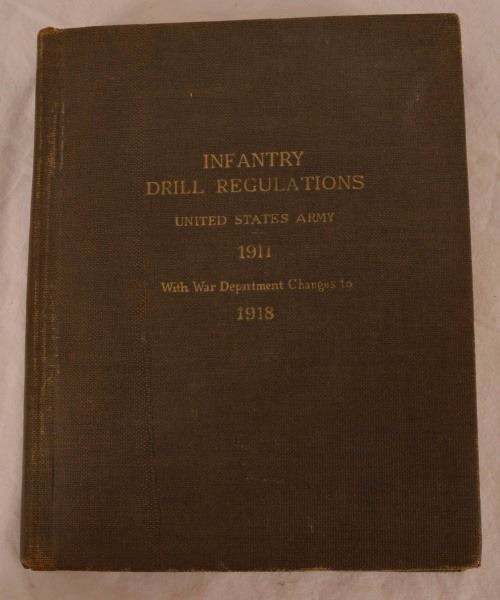 INFANTRY
DRILL REGULATIONS
UNITED STATES ARMY
1911
With War Department Changes to
1918